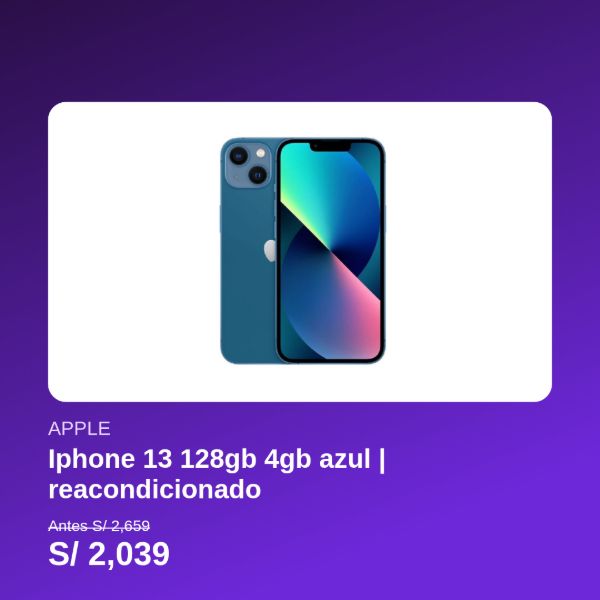 APPLE
Iphone 13 128gb 4gb azul |
reacondicionado
Antes S/ 2,659
S/ 2,039